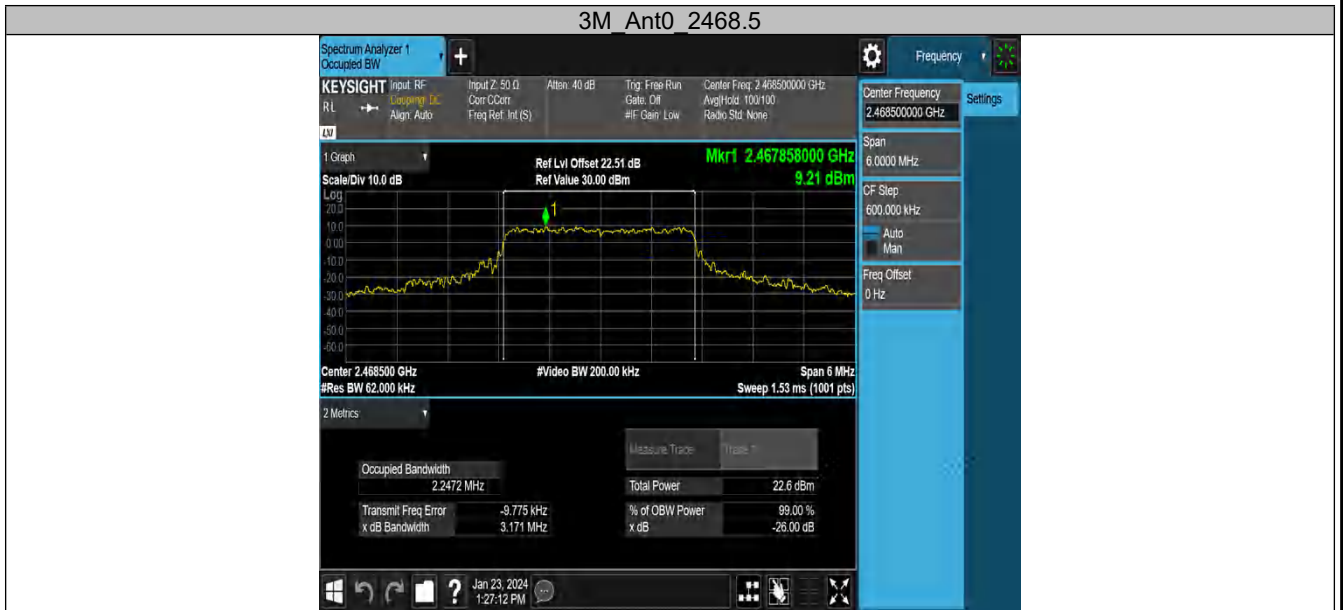 3M_Ant0_2468.5
Spectrum Analyzer 1
Occupied BW
+
Frequency
KEYSIGHT
RL
LXI
Input: RF
Coupling: DC
Align: Auto
Input Z: 50 Ω
Corr CCorr
Freq Ref: Int (S)
Atten: 40 dB
Trig: Free Run
Gate: Off
#IF Gain: Low
Center Freq: 2.468500000 GHz
Avg|Hold: 100/100
Radio Std: None
Center Frequency
2.468500000 GHz
Settings
Span
6.0000 MHz
CF Step
600.000 kHz
Auto
Man
Freq Offset
0 Hz
1 Graph
Scale/Div 10.0 dB
Ref Lvl Offset 22.51 dB
Ref Value 30.00 dBm
Mkr1 2.467858000 GHz
9.21 dBm
Log
20.0
10.0
0.00
-10.0
-20.0
-30.0
-40.0
-50.0
-60.0
1
Center 2.468500 GHz
#Res BW 62.000 kHz
#Video BW 200.00 kHz
Span 6 MHz
Sweep 1.53 ms (1001 pts)
2 Metrics
Measure Trace
Trace 1
Occupied Bandwidth
2.2472 MHz
Total Power 22.6 dBm
Transmit Freq Error -9.775 kHz
% of OBW Power 99.00 %
x dB Bandwidth 3.171 MHz
x dB -26.00 dB
?
Jan 23, 2024
1:27:12 PM